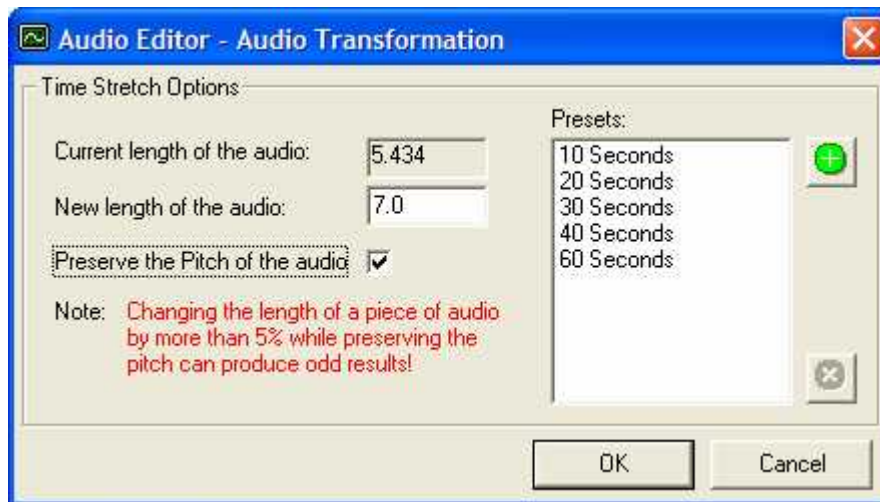 Audio Editor - Audio Transformation
Time Stretch Options
Current length of the audio: 5.434
New length of the audio: 7.0
Preserve the Pitch of the audio
Note: Changing the length of a piece of audio
by more than 5% while preserving the
pitch can produce odd results!
Presets:
10 Seconds
20 Seconds
30 Seconds
40 Seconds
60 Seconds
OK
Cancel